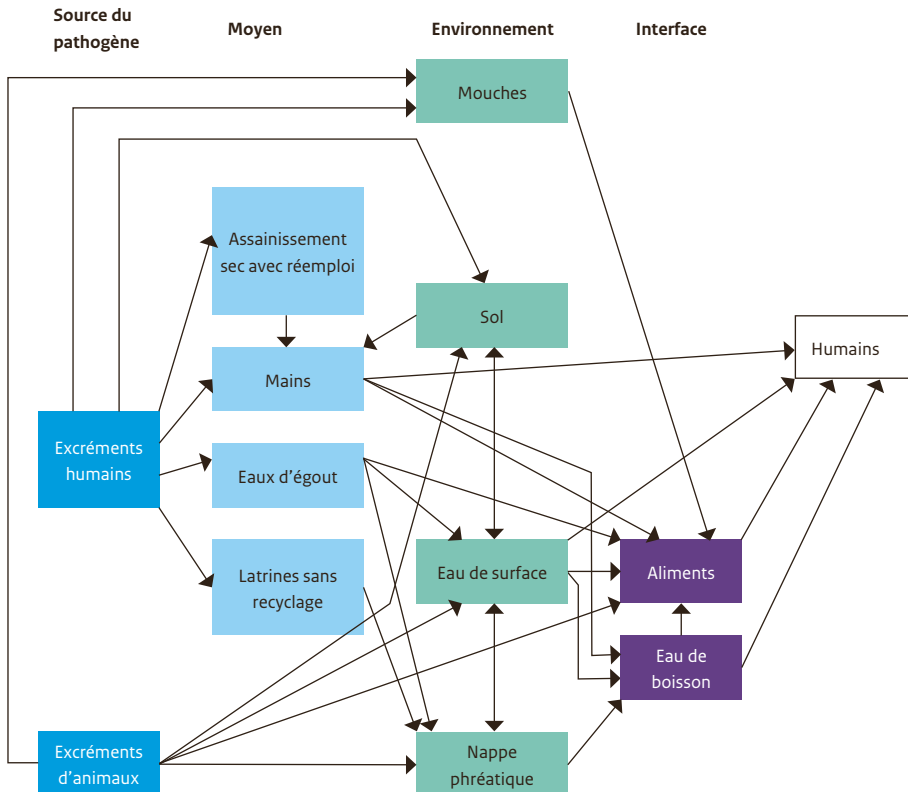 Source du
pathogène
Moyen
Environnement
Interface
Mouches
Assainissement
sec avec réemploi
Sol
Mains
Humains
Excréments
humains
Eaux d'égout
Latrines sans
recyclage
Eau de surface
Aliments
Eau de
boisson
Excréments
d'animaux
Nappe
phréatique